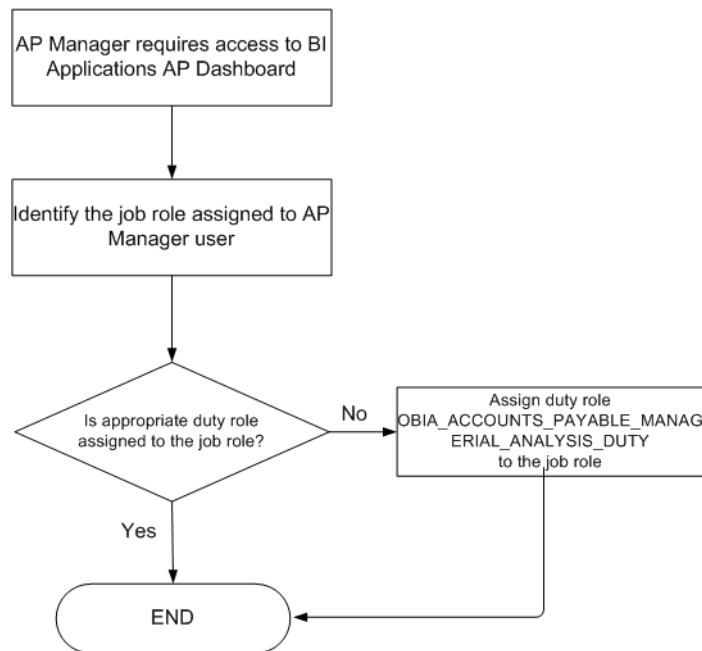 AP Manager requires access to BI
Applications AP Dashboard
Identify the job role assigned to AP
Manager user
Is appropriate duty role
assigned to the job role?
No
Assign duty role
OBIA_ACCOUNTS_PAYABLE_MANAG
ERIAL_ANALYSIS_DUTY
to the job role
Yes
END